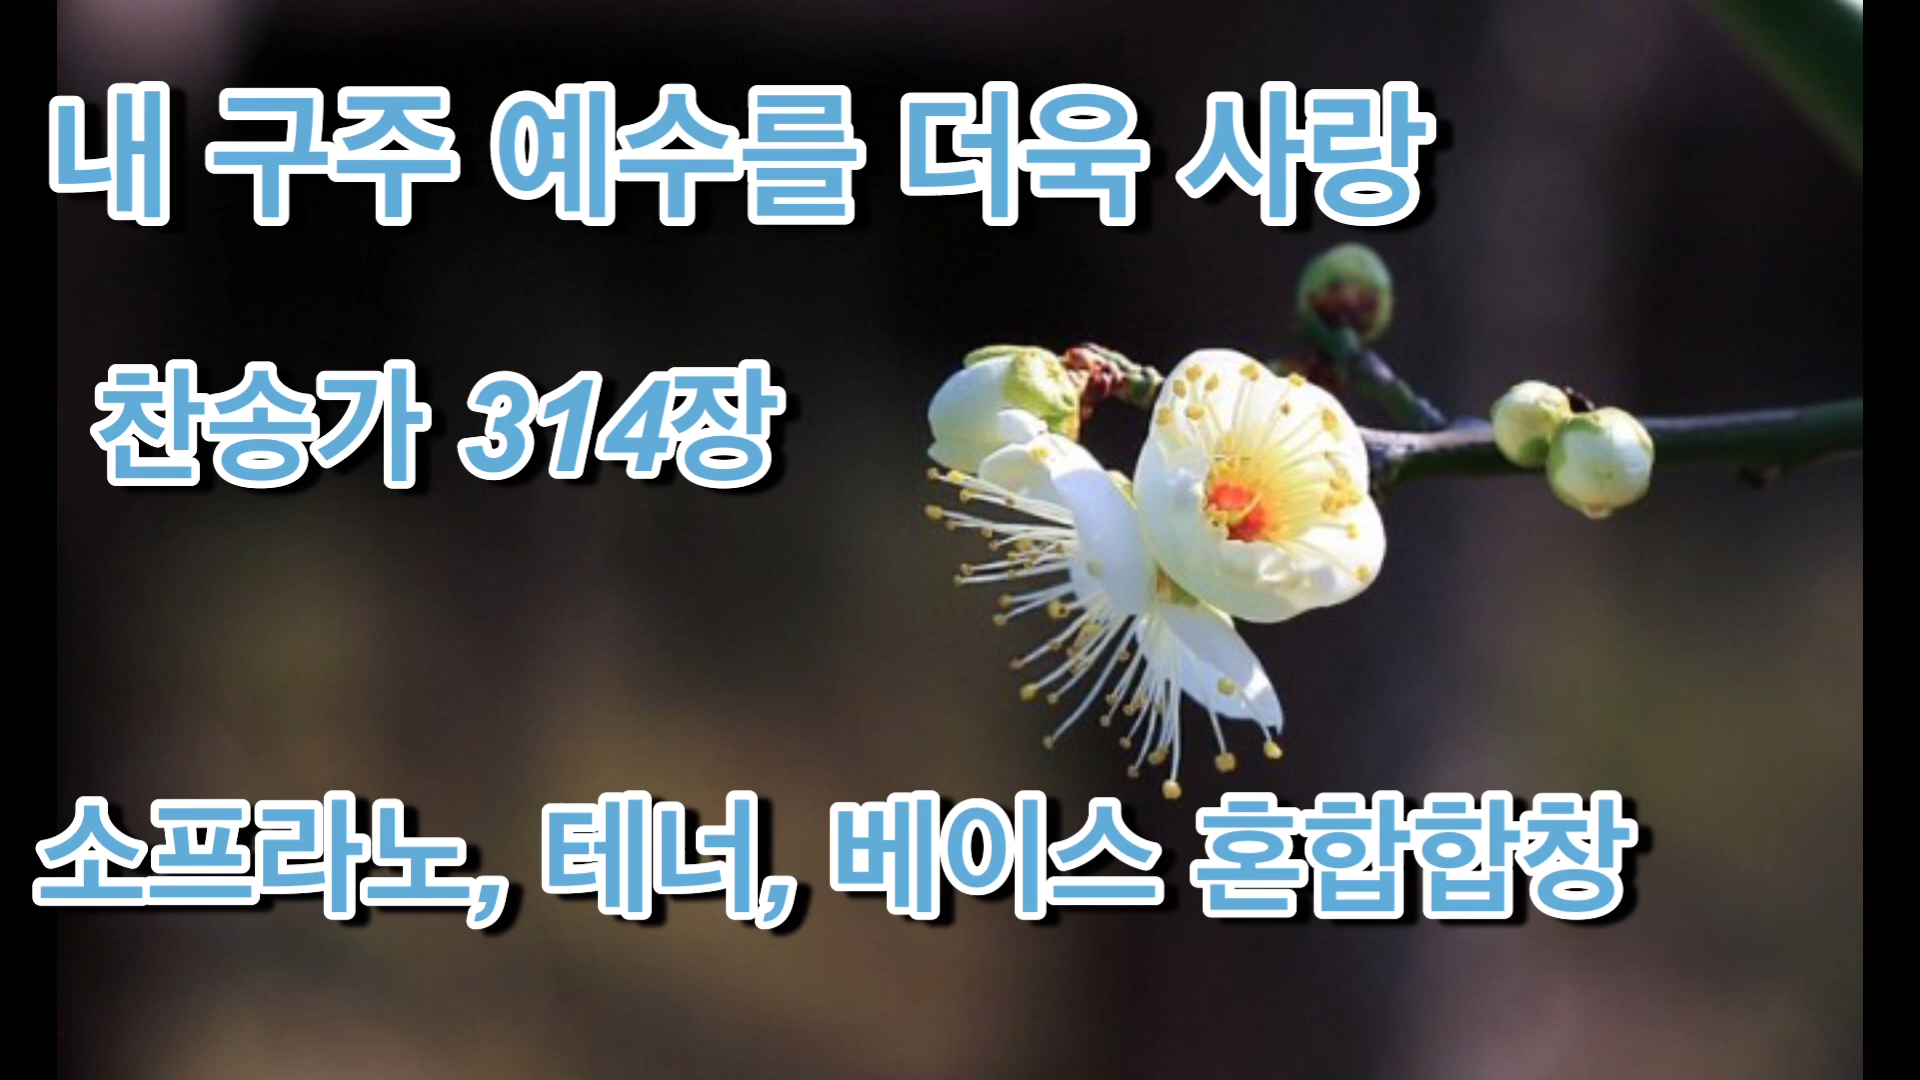 내 구주 예수를 더욱 사랑
찬송가 314장
소프라노, 테너, 베이스 혼합합창